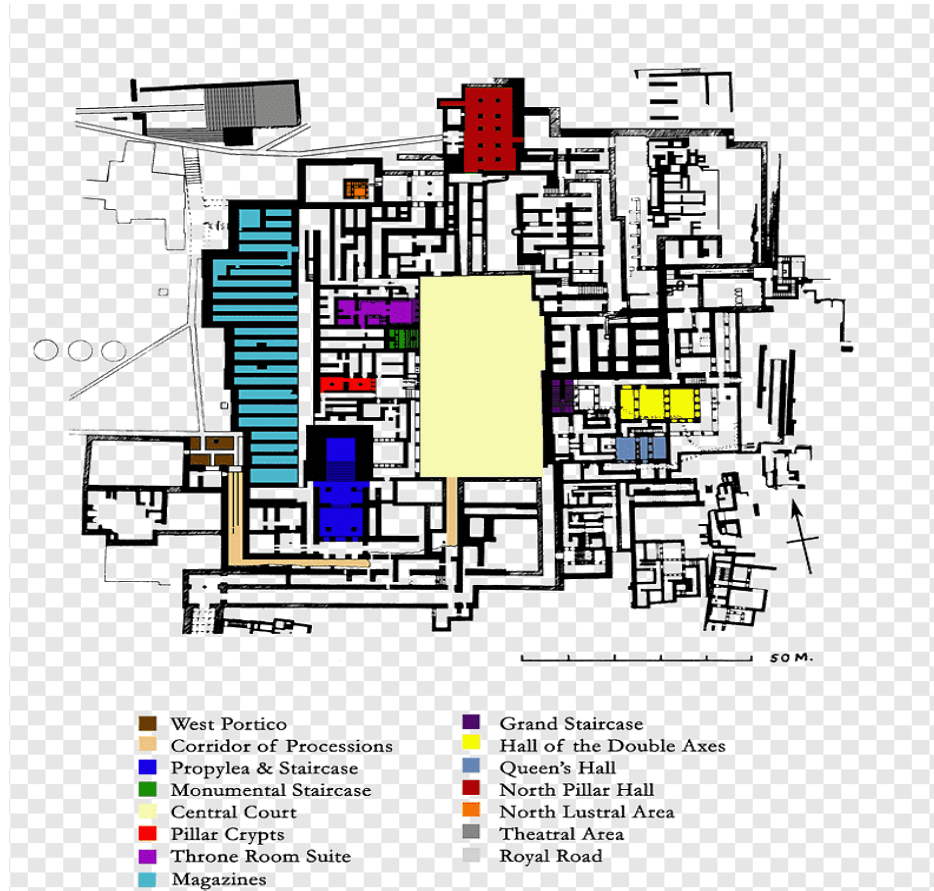 F
50 M.
West Portico
Corridor of Processions
Propylea & Staircase
Monumental Staircase
Central Court
Pillar Crypts
Throne Room Suite
Magazines
Grand Staircase
Hall of the Double Axes
Queen's Hall
North Pillar Hall
North Lustral Area
Theatral Area
Royal Road